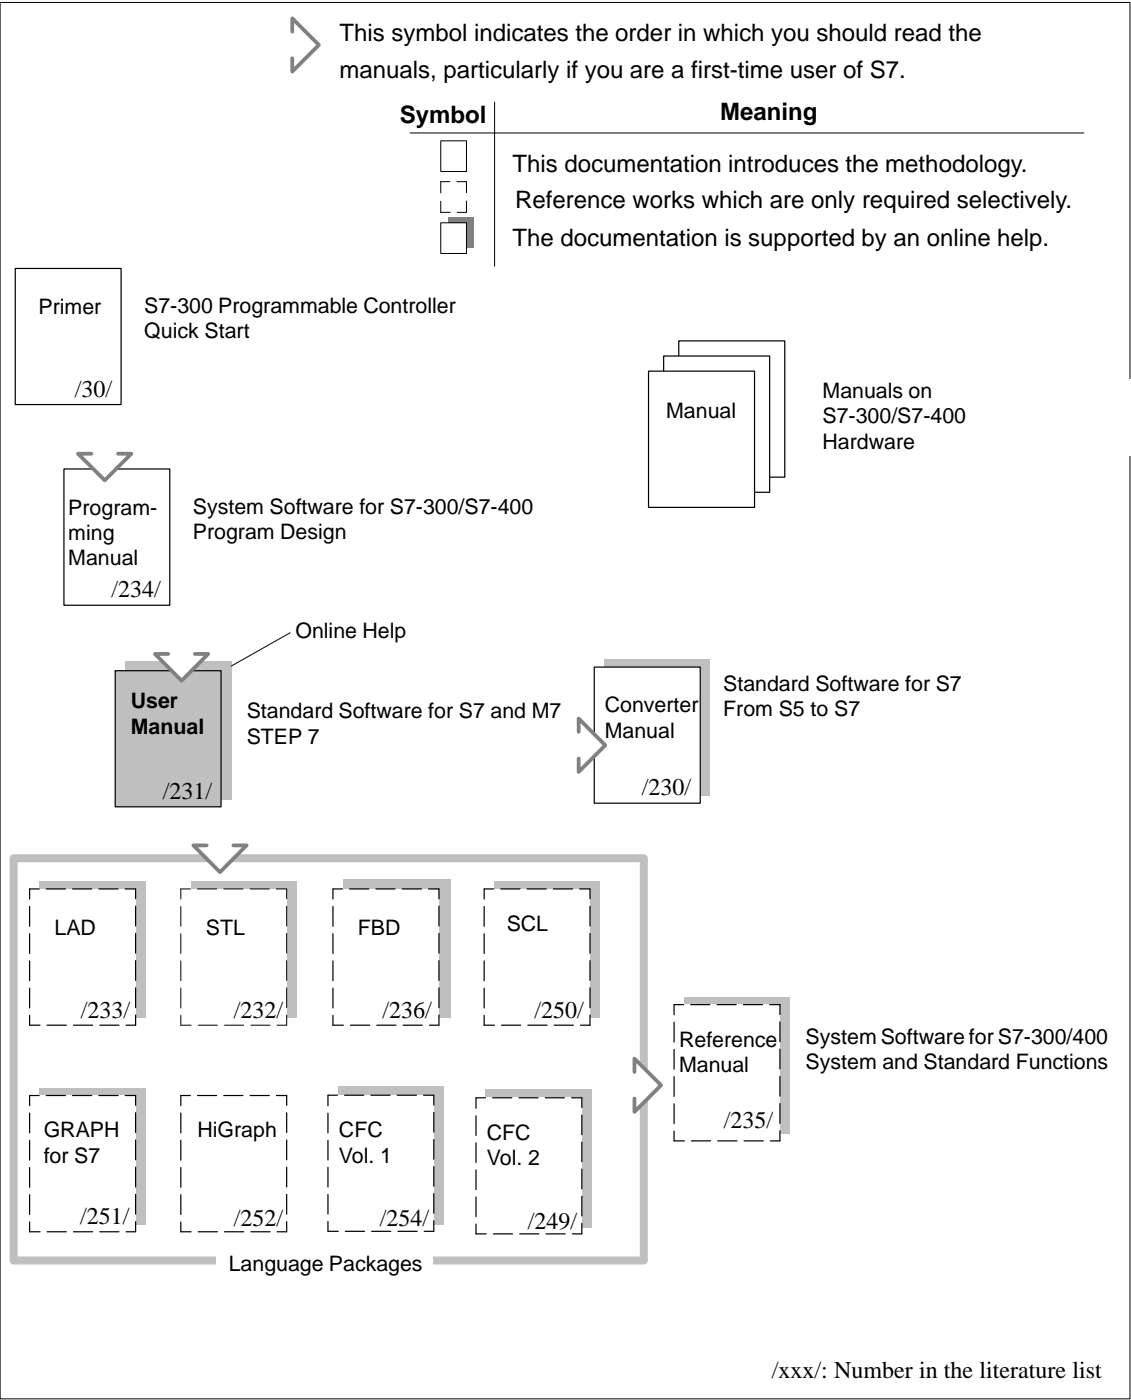 This symbol indicates the order in which you should read the
manuals, particularly if you are a first-time user of S7.
Symbol Meaning
This documentation introduces the methodology.
Reference works which are only required selectively.
The documentation is supported by an online help.
Primer
/30/
S7-300 Programmable Controller
Quick Start
Manual
Manuals on
S7-300/S7-400
Hardware
Program-
ming
Manual
/234/
System Software for S7-300/S7-400
Program Design
Online Help
User
Manual
/231/
Standard Software for S7 and M7
STEP 7
Converter
Manual
/230/
Standard Software for S7
From S5 to S7
LAD
/233/
STL
/232/
FBD
/236/
SCL
/250/
Reference
Manual
/235/
System Software for S7-300/400
System and Standard Functions
GRAPH
for S7
/251/
HiGraph
/252/
CFC
Vol. 1
/254/
CFC
Vol. 2
/249/
Language Packages
/xxx/: Number in the literature list